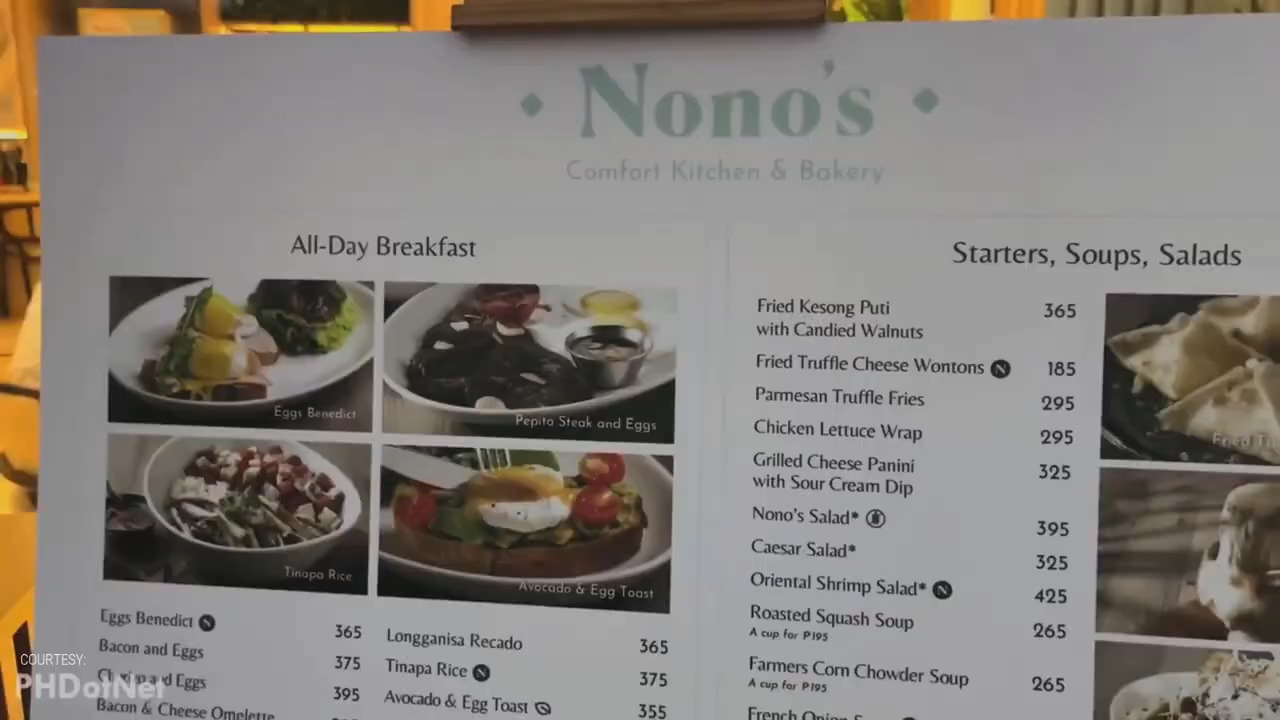 Nono's
Comfort Kitchen & Bakery
All-Day Breakfast
Eggs Benedict
Pepito Steak and Eggs
Tinapa Rice
Avocado & Egg Toast
Eggs Benedict 365
Bacon and Eggs 375
and Eggs 395
Bacon & Cheese Omelette
Longganisa Recado 365
Tinapa Rice 375
Avocado & Egg Toast 355
Starters, Soups, Salads
Fried Kesong Puti 365
with Candied Walnuts
Fried Truffle Cheese Wontons N 185
Parmesan Truffle Fries 295
Chicken Lettuce Wrap 295
Grilled Cheese Panini 325
with Sour Cream Dip
Nono's Salad* 395
Caesar Salad* 325
Oriental Shrimp Salad* N 425
Roasted Squash Soup 265
A cup for P195
Farmers Corn Chowder Soup 265
A cup for P195
French Onion
Fried
COURTESY:
PHDotNet